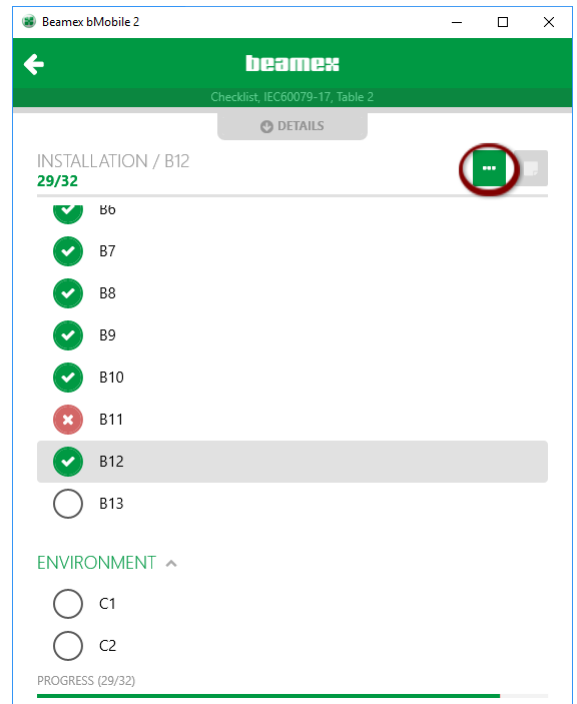 Beamex bMobile 2
beamex
Checklist, IEC60079-17, Table 2
DETAILS
INSTALLATION / B12
29/32
B6
B7
B8
B9
B10
B11
B12
B13
ENVIRONMENT
C1
C2
PROGRESS (29/32)